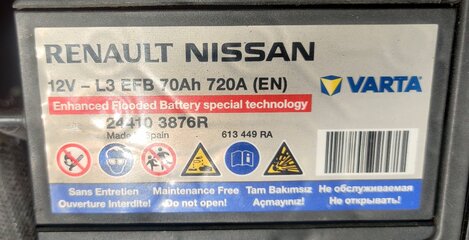 RENAULT NISSAN
12V - L3 EFB 70Ah 720A (EN)
VARTA
Enhanced Flooded Battery special technology
24410 3876R
Made in Spain
613 449 RA
Sans Entretien
Ouverture Interdite!
Maintenance Free
Do not open!
Tam Bakımsız
Açmayınız!
Не обслуживаемая
Не открывать!